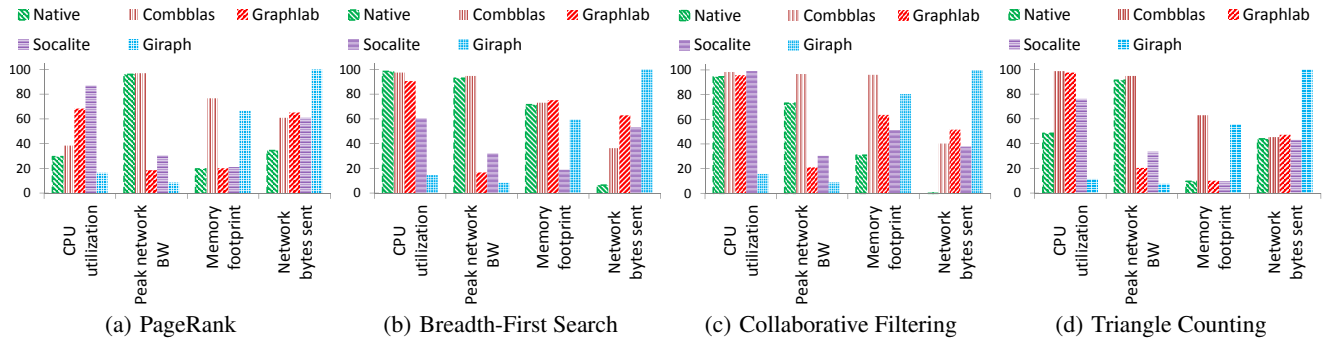 Native Combblas Graphlab
Socalite Giraph
100
80
60
40
20
0
CPU utilization
Peak network BW
Memory footprint
Network bytes sent
(a) PageRank
Native Combblas Graphlab
Socalite Giraph
100
80
60
40
20
0
CPU utilization
Peak network BW
Memory footprint
Network bytes sent
(b) Breadth-First Search
Native Combblas Graphlab
Socalite Giraph
100
80
60
40
20
0
CPU utilization
Peak network BW
Memory footprint
Network bytes sent
(c) Collaborative Filtering
Native Combblas Graphlab
Socalite Giraph
100
80
60
40
20
0
CPU utilization
Peak network BW
Memory footprint
Network bytes sent
(d) Triangle Counting